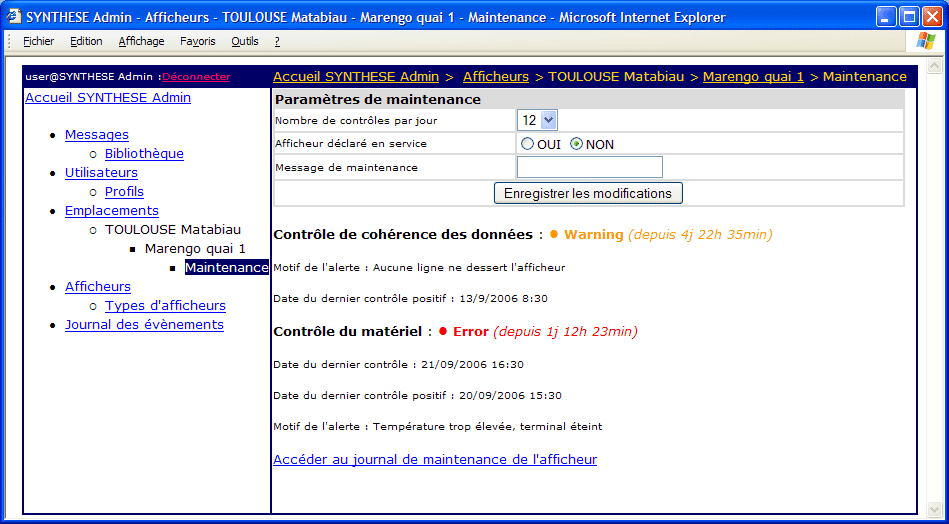 SYNTHESE Admin - Afficheurs - TOULOUSE Matabiau - Marengo quai 1 - Maintenance - Microsoft Internet Explorer
Fichier Edition Affichage Favoris Outils ?
user@SYNTHESE Admin :Déconnecter
Accueil SYNTHESE Admin > Afficheurs > TOULOUSE Matabiau > Marengo quai 1 > Maintenance
Accueil SYNTHESE Admin
Messages
Bibliothèque
Utilisateurs
Profils
Emplacements
TOULOUSE Matabiau
Marengo quai 1
Maintenance
Afficheurs
Types d'afficheurs
Journal des évènements
Paramètres de maintenance
Nombre de contrôles par jour 12
Afficheur déclaré en service OUI NON
Message de maintenance
Enregistrer les modifications
Contrôle de cohérence des données : Warning (depuis 4j 22h 35min)
Motif de l'alerte : Aucune ligne ne dessert l'afficheur
Date du dernier contrôle positif : 13/9/2006 8:30
Contrôle du matériel : Error (depuis 1j 12h 23min)
Date du dernier contrôle : 21/09/2006 16:30
Date du dernier contrôle positif : 20/09/2006 15:30
Motif de l'alerte : Température trop élevée, terminal éteint
Accéder au journal de maintenance de l'afficheur